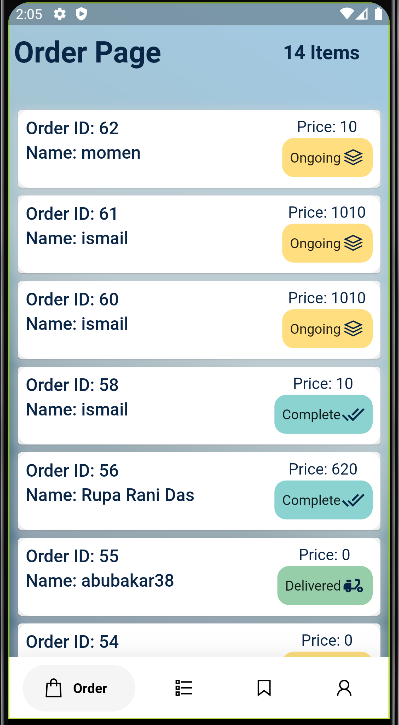 2:05
Order Page 14 Items
Order ID: 62 Price: 10
Name: momen Ongoing
Order ID: 61 Price: 1010
Name: ismail Ongoing
Order ID: 60 Price: 1010
Name: ismail Ongoing
Order ID: 58 Price: 10
Name: ismail Complete
Order ID: 56 Price: 620
Name: Rupa Rani Das Complete
Order ID: 55 Price: 0
Name: abubakar38 Delivered
Order ID: 54 Price: 0
Order